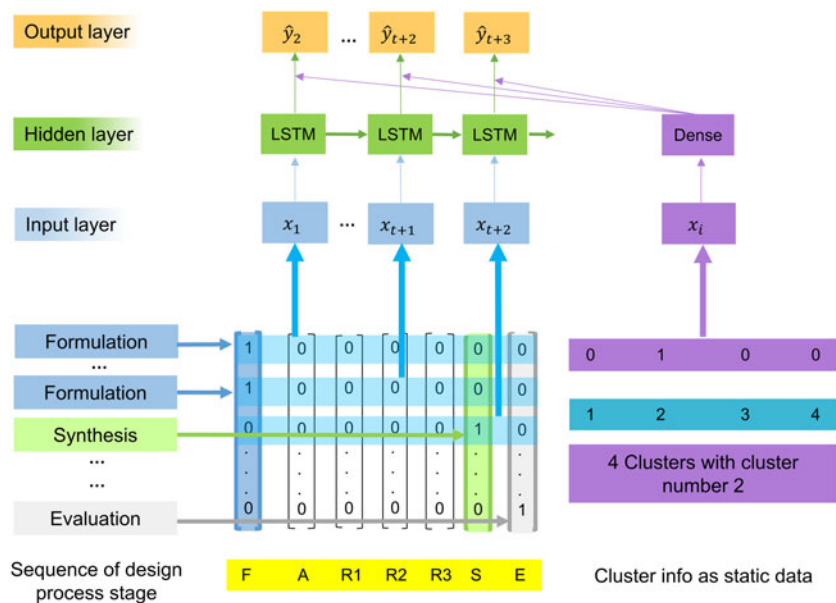 Output layer
ŷ₂ ... ŷₜ₊₂ ŷₜ₊₃
Hidden layer
LSTM LSTM LSTM Dense
Input layer
x₁ ... xₜ₊₁ xₜ₊₂ xᵢ
Formulation
1 0 0 0 0 0 0
0 1 0 0
...
Formulation
1 0 0 0 0 0 0
1 2 3 4
Synthesis
0 0 0 0 0 1 0
...
...
. . . . . . .
. . . . . . .
. . . . . . .
4 Clusters with cluster
number 2
Evaluation
0 0 0 0 0 0 1
Sequence of design
process stage
F A R1 R2 R3 S E
Cluster info as static data